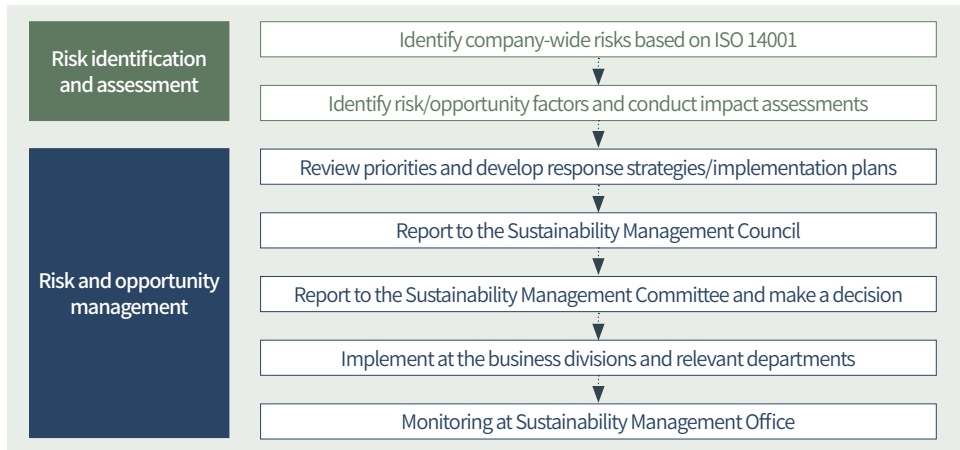 Risk identification
and assessment
Identify company-wide risks based on ISO 14001
Identify risk/opportunity factors and conduct impact assessments
Risk and opportunity
management
Review priorities and develop response strategies/implementation plans
Report to the Sustainability Management Council
Report to the Sustainability Management Committee and make a decision
Implement at the business divisions and relevant departments
Monitoring at Sustainability Management Office